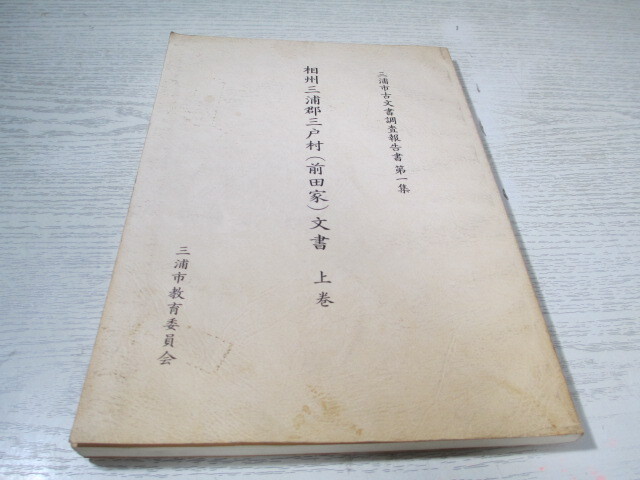 三浦市古文書調査報告書 第一集
相州三浦郡三戸村（前田家）文書 上巻
三浦市教育委員会